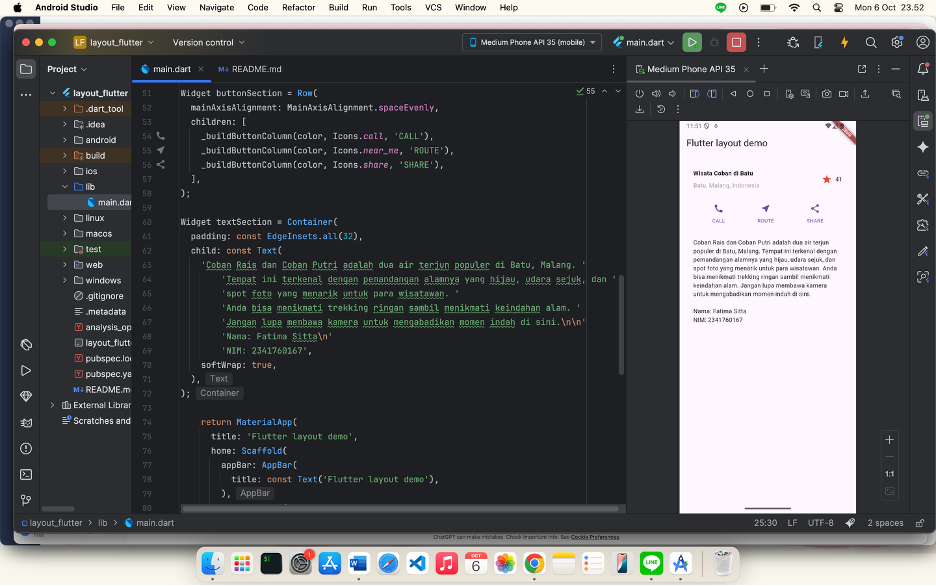 Android Studio File Edit View Navigate Code Refactor Build Run Tools VCS Window Help Mon 6 Oct 23.52
LF layout_flutter Version control Medium Phone API 35 (mobile) main.dart
Project main.dart README.md Medium Phone API 35
layout_flutter
.dart_tool
.idea
android
build
ios
lib
main.dar
linux
macos
test
web
windows
.gitignore
.metadata
analysis_op
layout_flutt
pubspec.lo
pubspec.ya
README.m
External Librar
Scratches and
55
51 Widget buttonSection = Row(
52 mainAxisAlignment: MainAxisAlignment.spaceEvenly,
53 children: [
54 _buildButtonColumn(color, Icons.call, 'CALL'),
55 _buildButtonColumn(color, Icons.near_me, 'ROUTE'),
56 _buildButtonColumn(color, Icons.share, 'SHARE'),
57 ],
58 );
59
60 Widget textSection = Container(
61 padding: const EdgeInsets.all(32),
62 child: const Text(
63 'Coban Rais dan Coban Putri adalah dua air terjun populer di Batu, Malang. '
64 'Tempat ini terkenal dengan pemandangan alamnya yang hijau, udara sejuk, dan '
65 'spot foto yang menarik untuk para wisatawan. '
66 'Anda bisa menikmati trekking ringan sambil menikmati keindahan alam. '
67 'Jangan lupa membawa kamera untuk mengabadikan momen indah di sini.\n\n'
68 'Nama: Fatima Sitta\n'
69 'NIM: 2341760167',
70 softWrap: true,
71 ), Text
72 ); Container
73
74 return MaterialApp(
75 title: 'Flutter layout demo',
76 home: Scaffold(
77 appBar: AppBar(
78 title: const Text('Flutter layout demo'),
79 ), AppBar
80
11:51
Flutter layout demo
Wisata Coban di Batu
41
Batu, Malang, Indonesia
CALL ROUTE SHARE
Coban Rais dan Coban Putri adalah dua air terjun
populer di Batu, Malang. Tempat ini terkenal dengan
pemandangan alamnya yang hijau, udara sejuk, dan
spot foto yang menarik untuk para wisatawan. Anda
bisa menikmati trekking ringan sambil menikmati
keindahan alam. Jangan lupa membawa kamera
untuk mengabadikan momen indah di sini.
Nama: Fatima Sitta
NIM: 2341760167
1:1
layout_flutter lib main.dart 25:30 LF UTF-8 2 spaces
ChatGPT can make mistakes. Check important info. See Cookie Preferences.
1
OCT
6
LINE